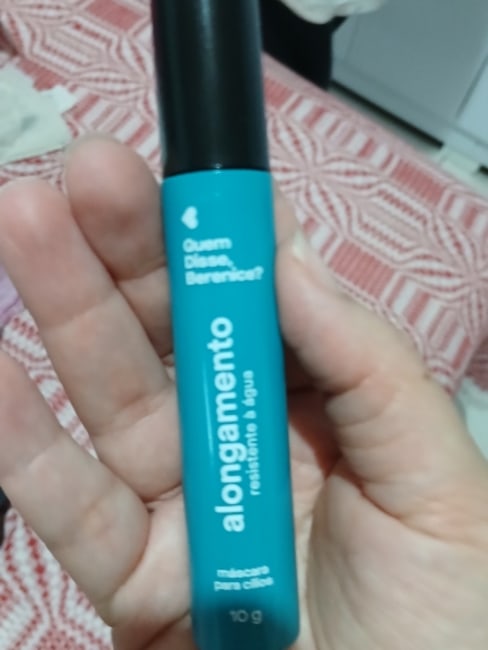 Quem
Disse,
Berenice?
alongamento
resistente à água
máscara
para cílios
10 g